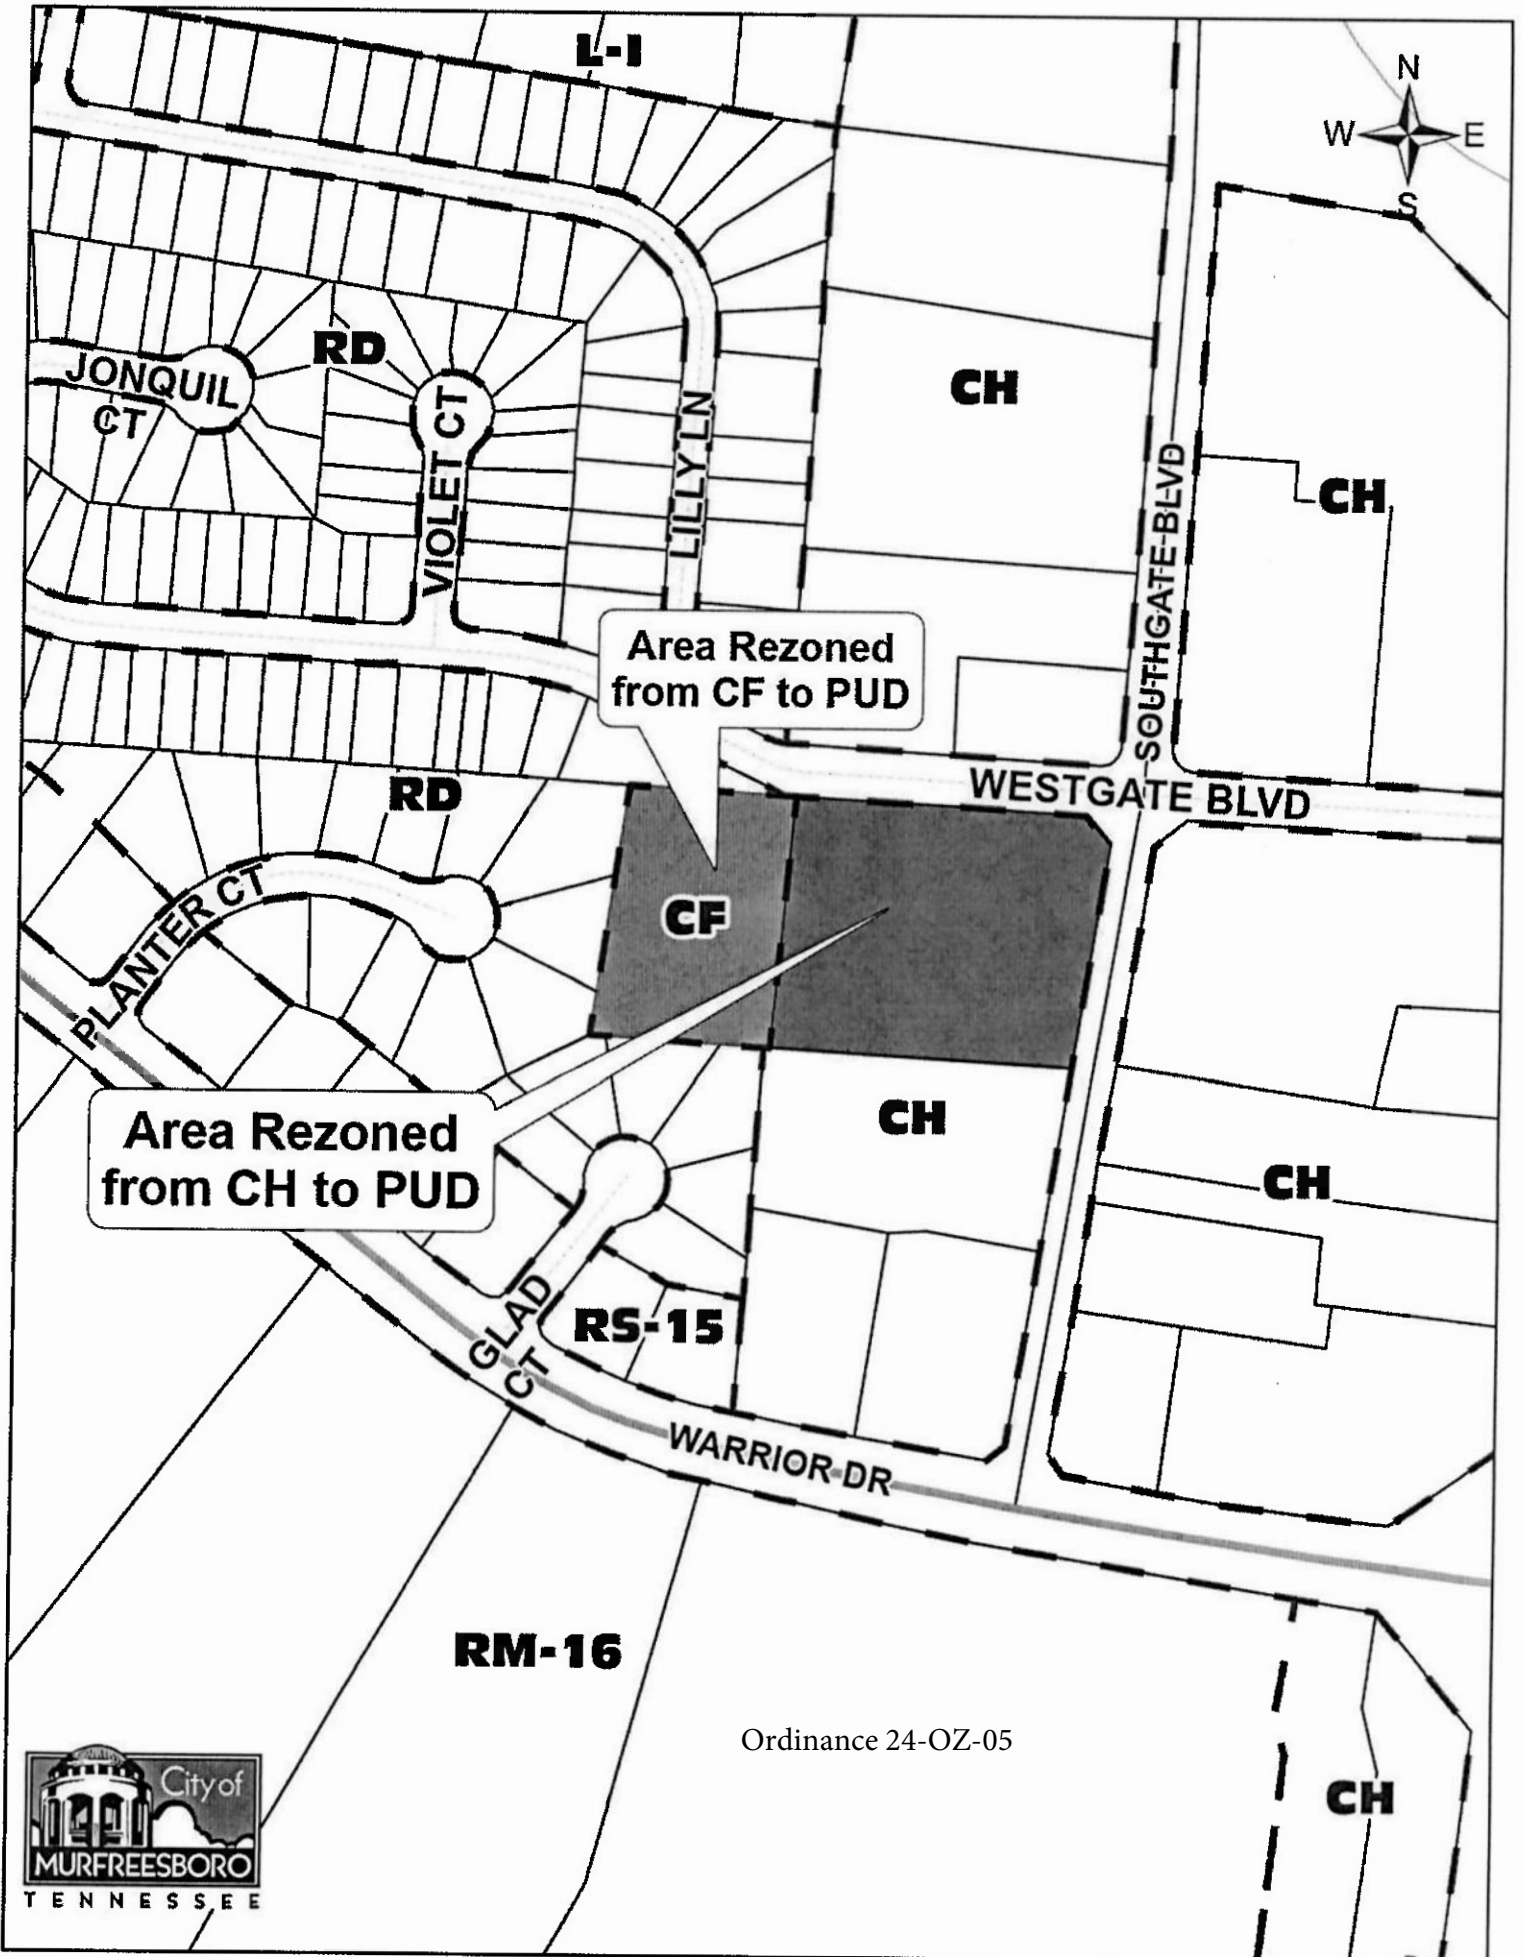 L-I
N
W E
S
RD
JONQUIL
CT
VIOLET CT
LILLY LN
CH
CH
SOUTHGATE BLVD
Area Rezoned
from CF to PUD
WESTGATE BLVD
RD
CF
PLANTER CT
Area Rezoned
from CH to PUD
CH
CH
GLAD
CT
RS-15
WARRIOR DR
RM-16
Ordinance 24-OZ-05
CH
City of
MURFREESBORO
TENNESSEE